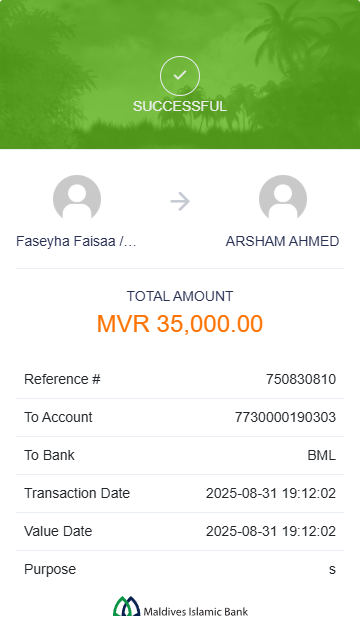 SUCCESSFUL
Faseyha Faisaa /...
ARSHAM AHMED
TOTAL AMOUNT
MVR 35,000.00
Reference # 750830810
To Account 7730000190303
To Bank BML
Transaction Date 2025-08-31 19:12:02
Value Date 2025-08-31 19:12:02
Purpose s
Maldives Islamic Bank